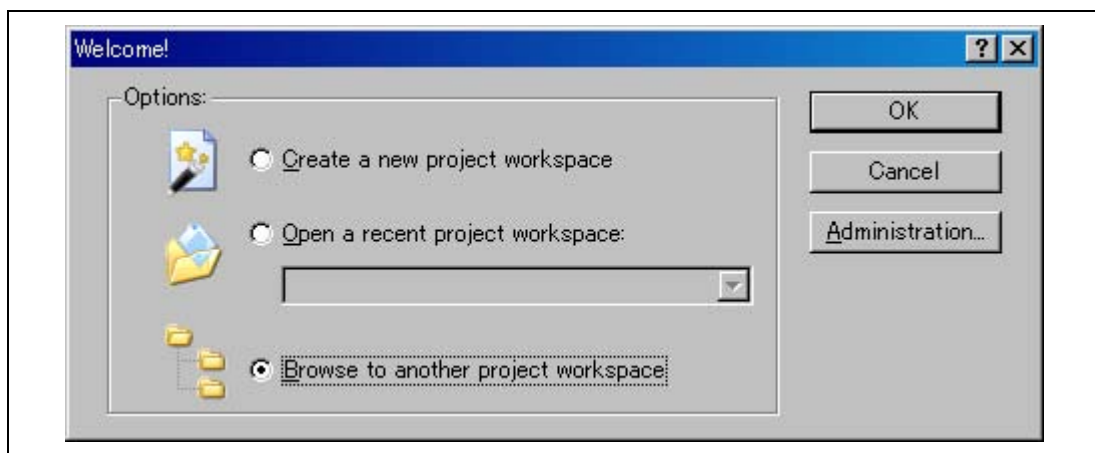 Welcome!
Options:
Create a new project workspace
Open a recent project workspace:
Browse to another project workspace
OK
Cancel
Administration...